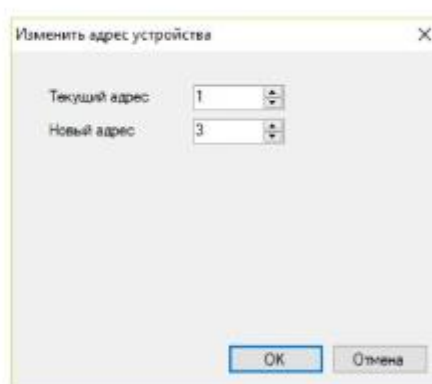 Изменить адрес устройства
Текущий адрес 1
Новый адрес 3
OK Отмена